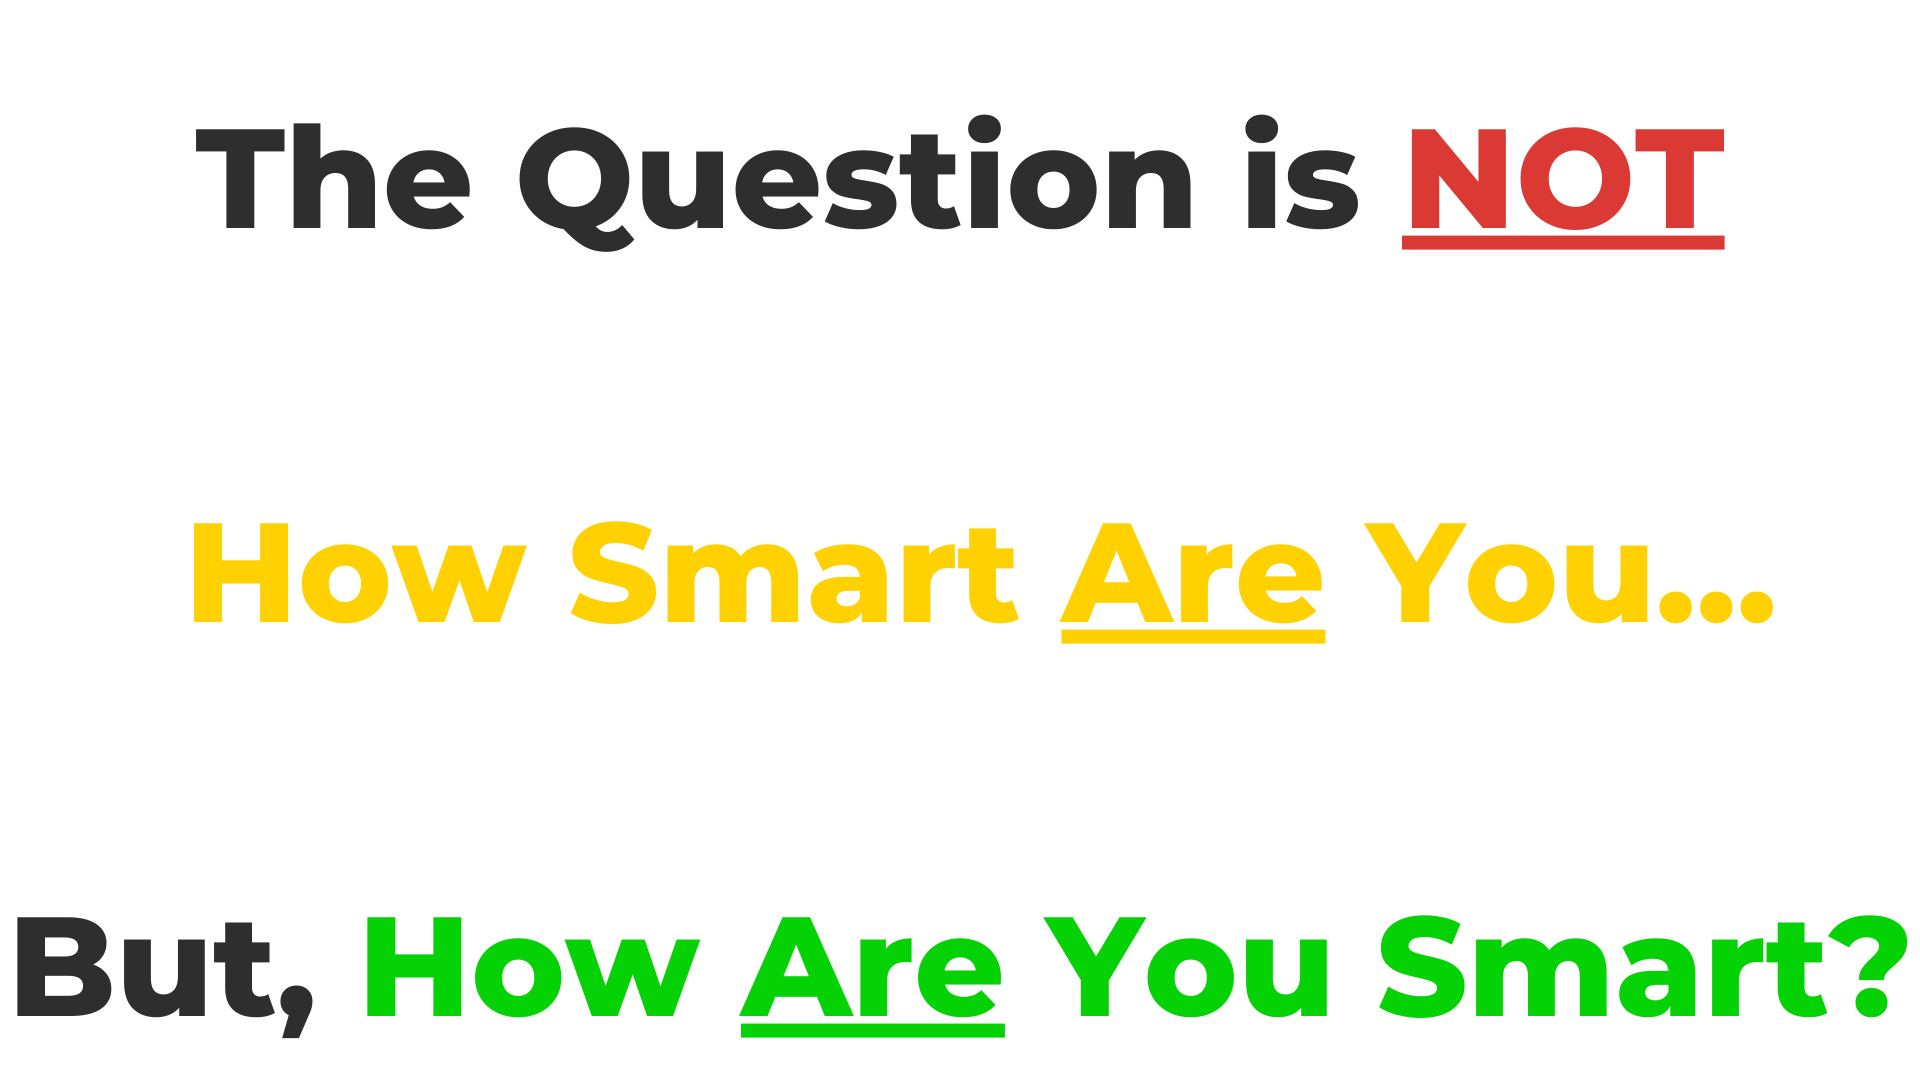 The Question is NOT
How Smart Are You...
But, How Are You Smart?